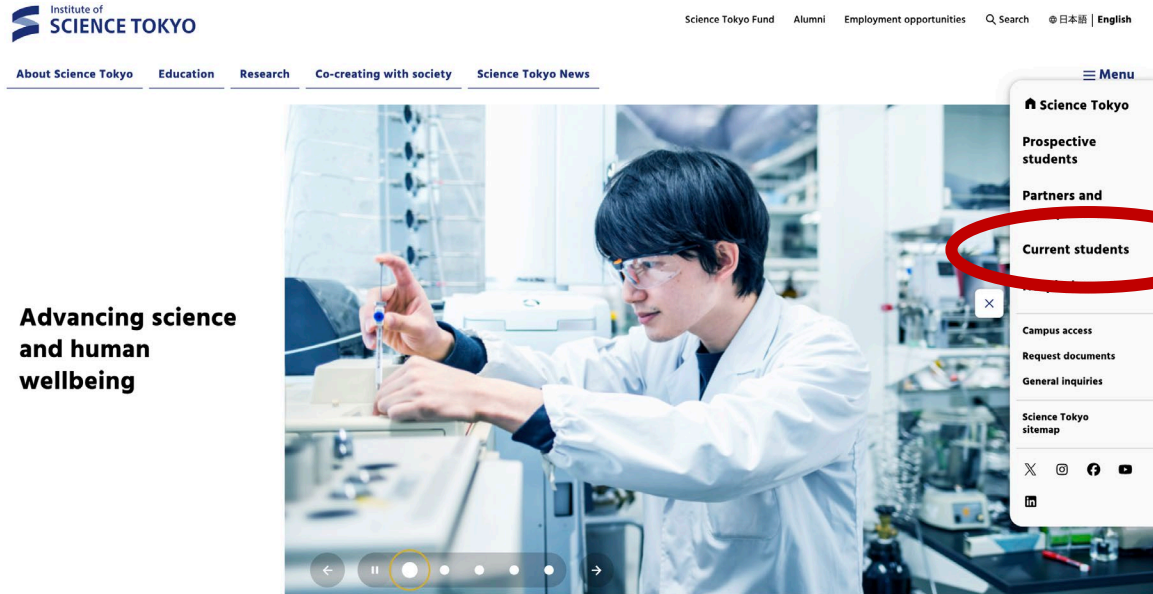 Institute of
SCIENCE TOKYO
Science Tokyo Fund Alumni Employment opportunities Search 日本語 | English
About Science Tokyo Education Research Co-creating with society Science Tokyo News Menu
Science Tokyo
Prospective
students
Partners and
Current students
Campus access
Request documents
General inquiries
Science Tokyo
sitemap
Advancing science
and human
wellbeing